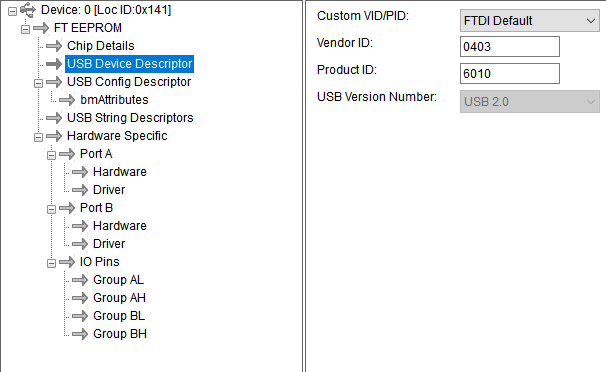 Device: 0 [Loc ID:0x141]
FT EEPROM
Chip Details
USB Device Descriptor
USB Config Descriptor
bmAttributes
USB String Descriptors
Hardware Specific
Port A
Hardware
Driver
Port B
Hardware
Driver
IO Pins
Group AL
Group AH
Group BL
Group BH
Custom VID/PID: FTDI Default
Vendor ID: 0403
Product ID: 6010
USB Version Number: USB 2.0